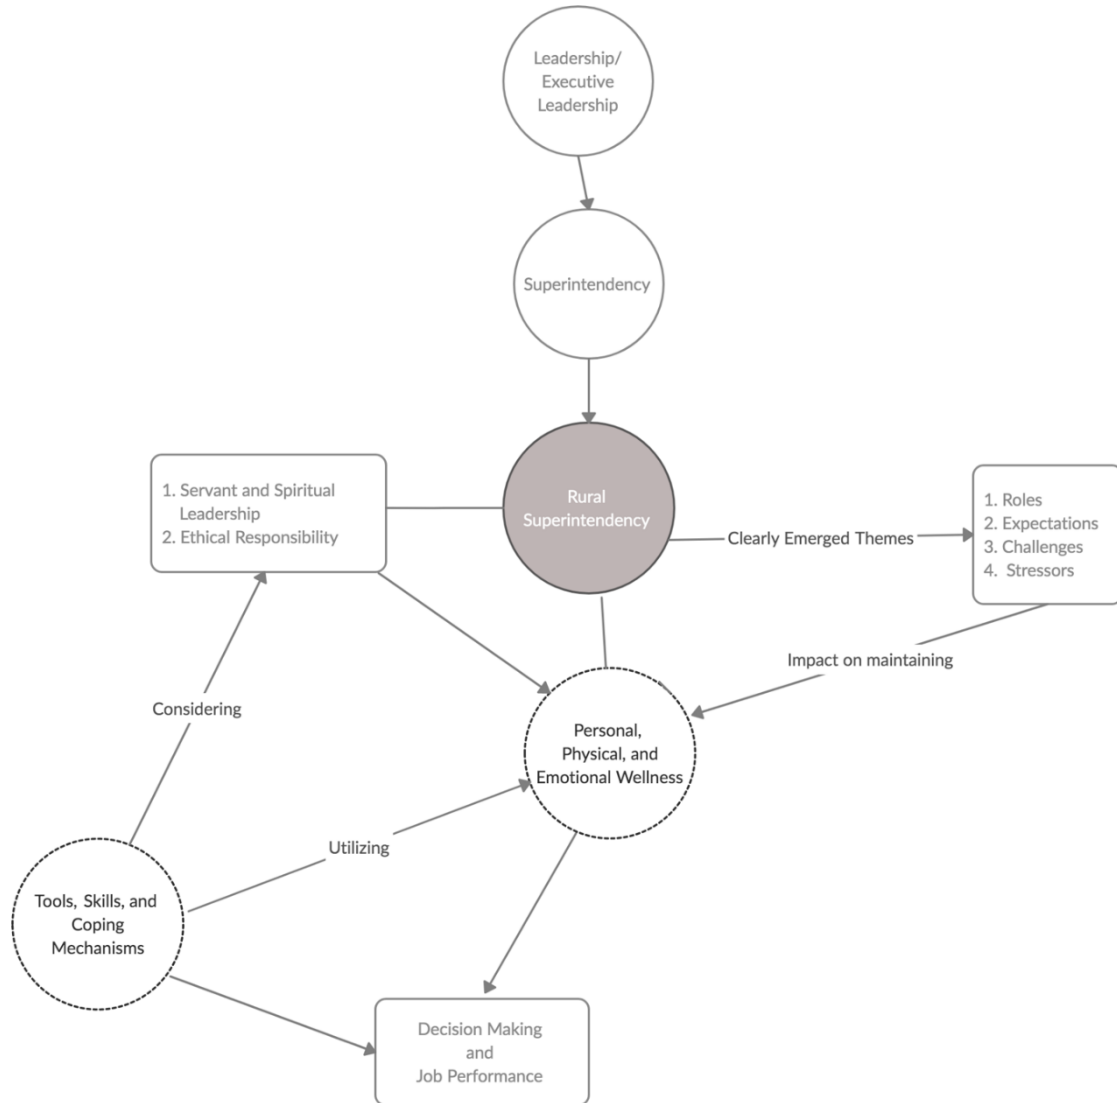 Leadership/
Executive
Leadership
Superintendency
Rural
Superintendency
1. Servant and Spiritual
Leadership
2. Ethical Responsibility
Clearly Emerged Themes
1. Roles
2. Expectations
3. Challenges
4. Stressors
Impact on maintaining
Considering
Personal,
Physical, and
Emotional Wellness
Utilizing
Tools, Skills, and
Coping
Mechanisms
Decision Making
and
Job Performance